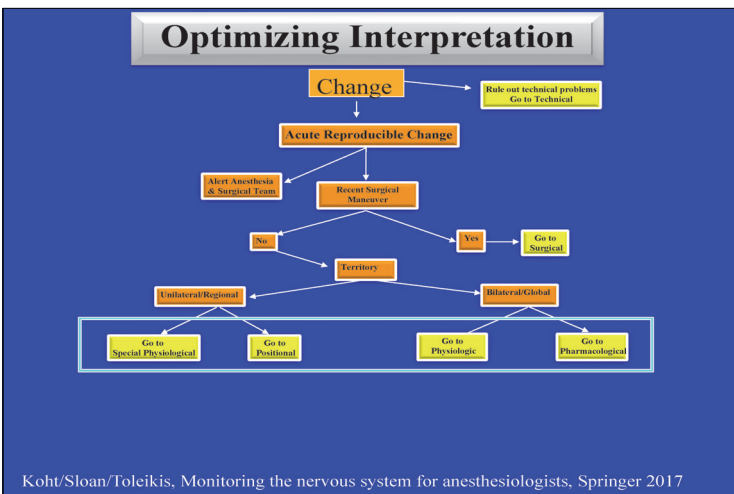 Optimizing Interpretation
Change
Rule out technical problems
Go to Technical
Acute Reproducible Change
Alert Anesthesia
& Surgical Team
Recent Surgical
Maneuver
No
Yes
Go to
Surgical
Territory
Unilateral/Regional
Bilateral/Global
Go to
Special Physiological
Go to
Positional
Go to
Physiologic
Go to
Pharmacological
Koht/Sloan/Toleikis, Monitoring the nervous system for anesthesiologists, Springer 2017